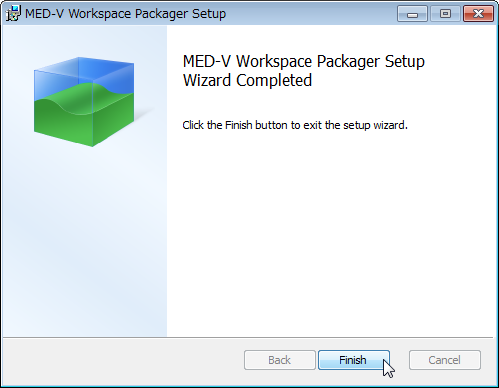 MED-V Workspace Packager Setup
MED-V Workspace Packager Setup
Wizard Completed
Click the Finish button to exit the setup wizard.
Back
Finish
Cancel